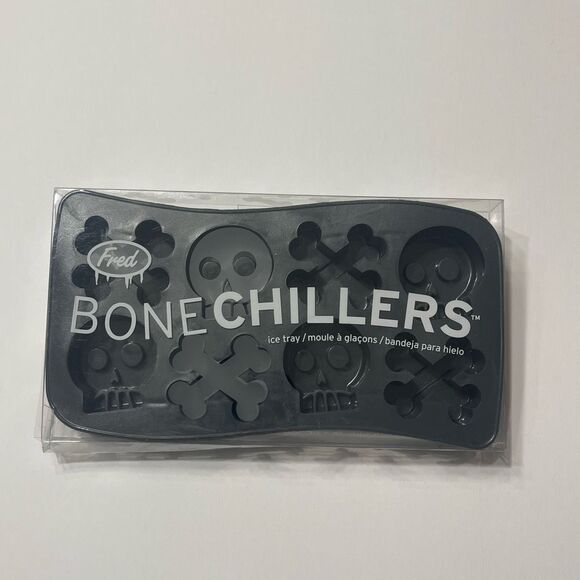 Fred
BONECHILLERS™
ice tray / moule à glaçons / bandeja para hielo